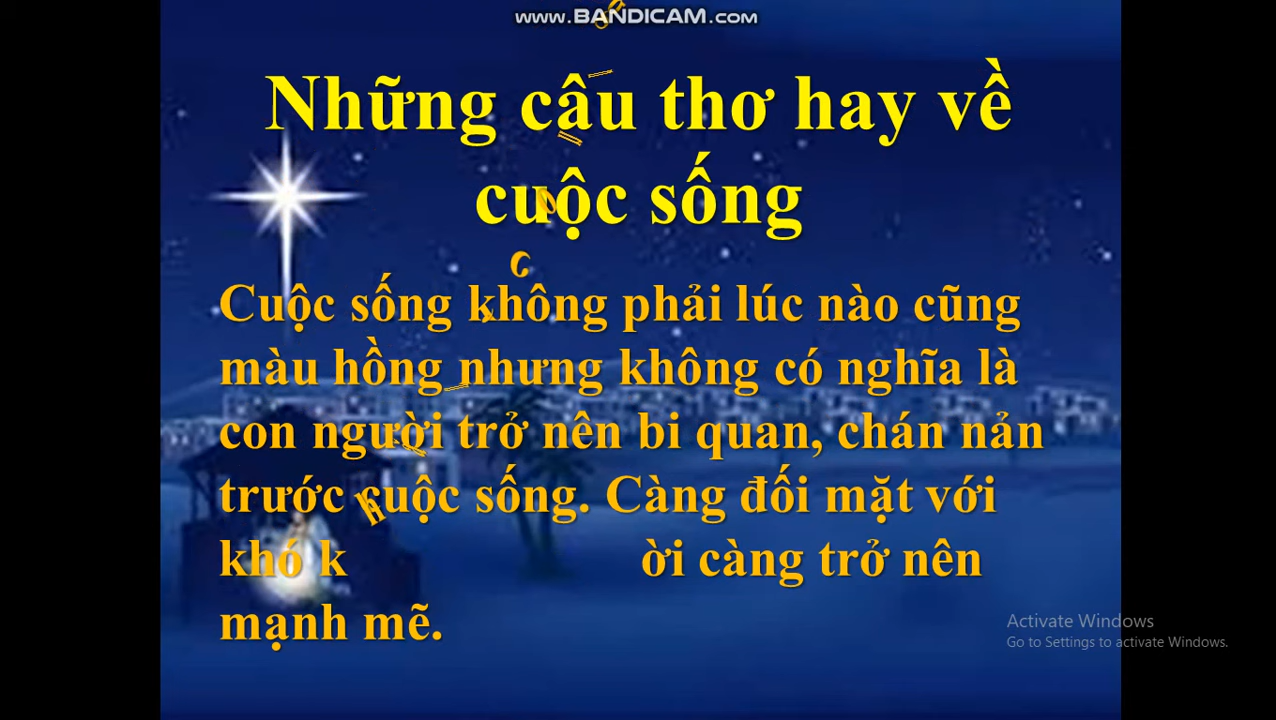 www.BANDICAM.com
Những câu thơ hay về
cuộc sống
Cuộc sống không phải lúc nào cũng
màu hồng nhưng không có nghĩa là
con người trở nên bi quan, chán nản
trước cuộc sống. Càng đối mặt với
khó k ời càng trở nên
mạnh mẽ.
Activate Windows
Go to Settings to activate Windows.